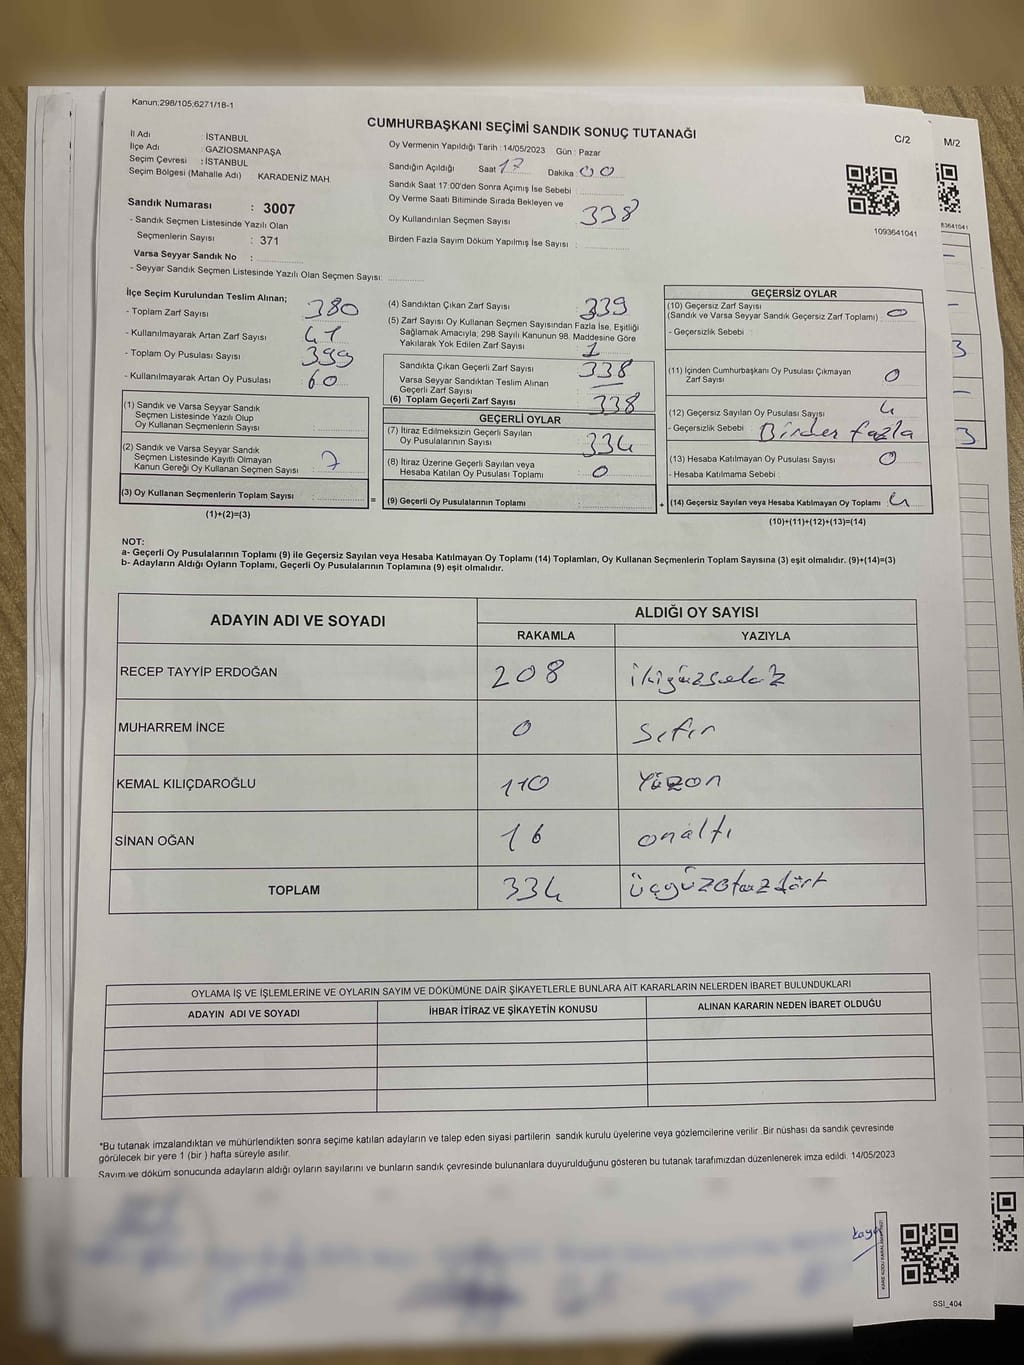 Kanun;298/105;6271/18-1
CUMHURBAŞKANI SEÇİMİ SANDIK SONUÇ TUTANAĞI
C/2
M/2
İl Adı : İSTANBUL
İlçe Adı : GAZİOSMANPAŞA
Seçim Çevresi : İSTANBUL
Seçim Bölgesi (Mahalle Adı) KARADENİZ MAH.
Sandık Numarası : 3007
- Sandık Seçmen Listesinde Yazılı Olan
Seçmenlerin Sayısı : 371
Varsa Seyyar Sandık No :
- Seyyar Sandık Seçmen Listesinde Yazılı Olan Seçmen Sayısı:
Oy Vermenin Yapıldığı Tarih : 14/05/2023 Gün : Pazar
Sandığın Açıldığı Saat 17 Dakika 00
Sandık Saat 17:00'den Sonra Açımış İse Sebebi :
Oy Verme Saati Bitiminde Sırada Bekleyen ve
Oy Kullandırılan Seçmen Sayısı 338
Birden Fazla Sayım Döküm Yapılmış İse Sayısı :
1093641041
İlçe Seçim Kurulundan Teslim Alınan;
- Toplam Zarf Sayısı : 380
- Kullanılmayarak Artan Zarf Sayısı : 41
- Toplam Oy Pusulası Sayısı : 399
- Kullanılmayarak Artan Oy Pusulası : 60
(1) Sandık ve Varsa Seyyar Sandık
Seçmen Listesinde Yazılı Olup
Oy Kullanan Seçmenlerin Sayısı :
(2) Sandık ve Varsa Seyyar Sandık
Seçmen Listesinde Kayıtlı Olmayan
Kanun Gereği Oy Kullanan Seçmen Sayısı : 7
(3) Oy Kullanan Seçmenlerin Toplam Sayısı :
(1)+(2)=(3)
(4) Sandıktan Çıkan Zarf Sayısı : 339
(5) Zarf Sayısı Oy Kullanan Seçmen Sayısından Fazla İse, Eşitliği
Sağlamak Amacıyla, 298 Sayılı Kanunun 98. Maddesine Göre
Yakılarak Yok Edilen Zarf Sayısı : 1
Sandıkta Çıkan Geçerli Zarf Sayısı : 338
Varsa Seyyar Sandıktan Teslim Alınan
Geçerli Zarf Sayısı :
(6) Toplam Geçerli Zarf Sayısı : 338
GEÇERLİ OYLAR
(7) İtiraz Edilmeksizin Geçerli Sayılan
Oy Pusulalarının Sayısı : 334
(8) İtiraz Üzerine Geçerli Sayılan veya
Hesaba Katılan Oy Pusulası Toplamı : 0
= (9) Geçerli Oy Pusulalarının Toplamı :
GEÇERSİZ OYLAR
(10) Geçersiz Zarf Sayısı
(Sandık ve Varsa Seyyar Sandık Geçersiz Zarf Toplamı) : 0
- Geçersizlik Sebebi :
(11) İçinden Cumhurbaşkanı Oy Pusulası Çıkmayan
Zarf Sayısı : 0
(12) Geçersiz Sayılan Oy Pusulası Sayısı : 4
- Geçersizlik Sebebi : Birden fazla
(13) Hesaba Katılmayan Oy Pusulası Sayısı : 0
- Hesaba Katılmama Sebebi :
+ (14) Geçersiz Sayılan veya Hesaba Katılmayan Oy Toplamı : 4
(10)+(11)+(12)+(13)=(14)
NOT:
a- Geçerli Oy Pusulalarının Toplamı (9) ile Geçersiz Sayılan veya Hesaba Katılmayan Oy Toplamı (14) Toplamları, Oy Kullanan Seçmenlerin Toplam Sayısına (3) eşit olmalıdır. (9)+(14)=(3)
b- Adayların Aldığı Oyların Toplamı, Geçerli Oy Pusulalarının Toplamına (9) eşit olmalıdır.
ADAYIN ADI VE SOYADI
ALDIĞI OY SAYISI
RAKAMLA YAZIYLA
RECEP TAYYİP ERDOĞAN 208 ikiyüzsekiz
MUHARREM İNCE 0 Sıfır
KEMAL KILIÇDAROĞLU 110 Yüzon
SİNAN OĞAN 16 onaltı
TOPLAM 334 üçyüzotuzdört
OYLAMA İŞ VE İŞLEMLERİNE VE OYLARIN SAYIM VE DÖKÜMÜNE DAİR ŞİKAYETLERLE BUNLARA AİT KARARLARIN NELERDEN İBARET BULUNDUKLARI
ADAYIN ADI VE SOYADI İHBAR İTİRAZ VE ŞİKAYETİN KONUSU ALINAN KARARIN NEDEN İBARET OLDUĞU
*Bu tutanak imzalandıktan ve mühürlendikten sonra seçime katılan adayların ve talep eden siyasi partilerin sandık kurulu üyelerine veya gözlemcilerine verilir. Bir nüshası da sandık çevresinde
görülecek bir yere 1 (bir ) hafta süreyle asılır.
Sayım ve döküm sonucunda adayların aldığı oyların sayılarını ve bunların sandık çevresinde bulunanlara duyurulduğunu gösteren bu tutanak tarafımızdan düzenlenerek imza edildi. 14/05/2023
SSI_404